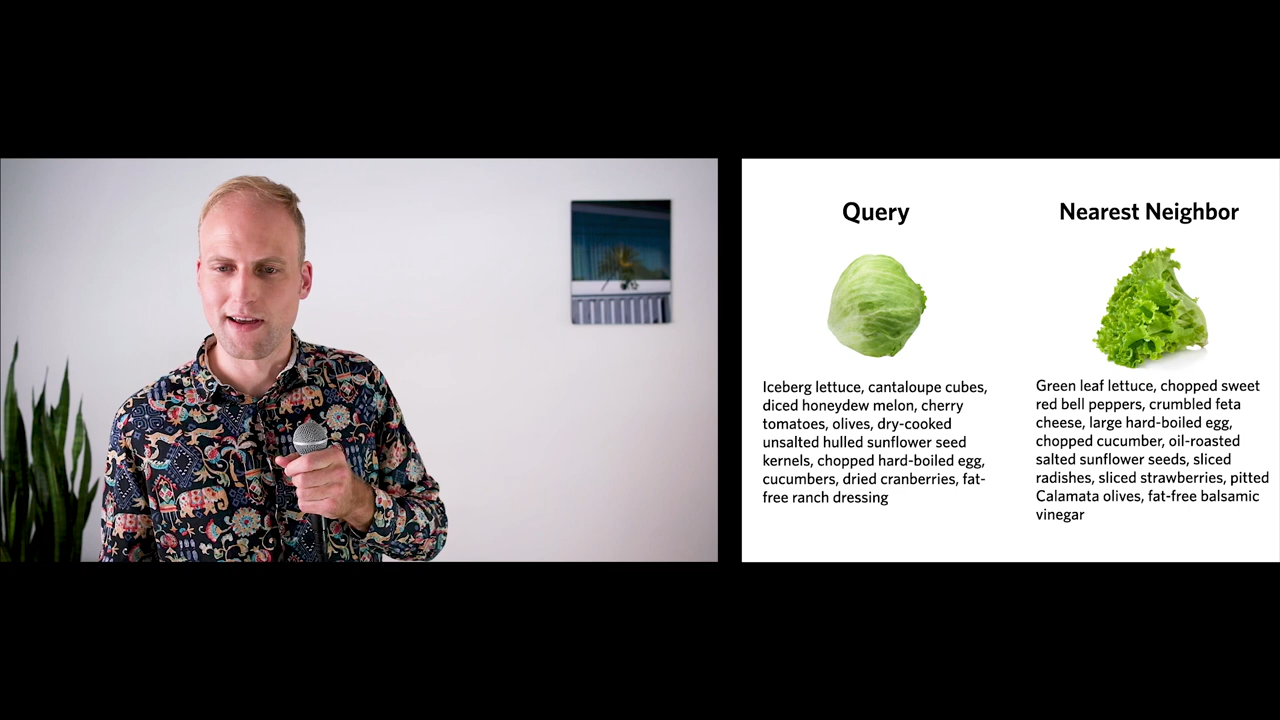 Query
Iceberg lettuce, cantaloupe cubes,
diced honeydew melon, cherry
tomatoes, olives, dry-cooked
unsalted hulled sunflower seed
kernels, chopped hard-boiled egg,
cucumbers, dried cranberries, fat-
free ranch dressing
Nearest Neighbor
Green leaf lettuce, chopped sweet
red bell peppers, crumbled feta
cheese, large hard-boiled egg,
chopped cucumber, oil-roasted
salted sunflower seeds, sliced
radishes, sliced strawberries, pitted
Calamata olives, fat-free balsamic
vinegar